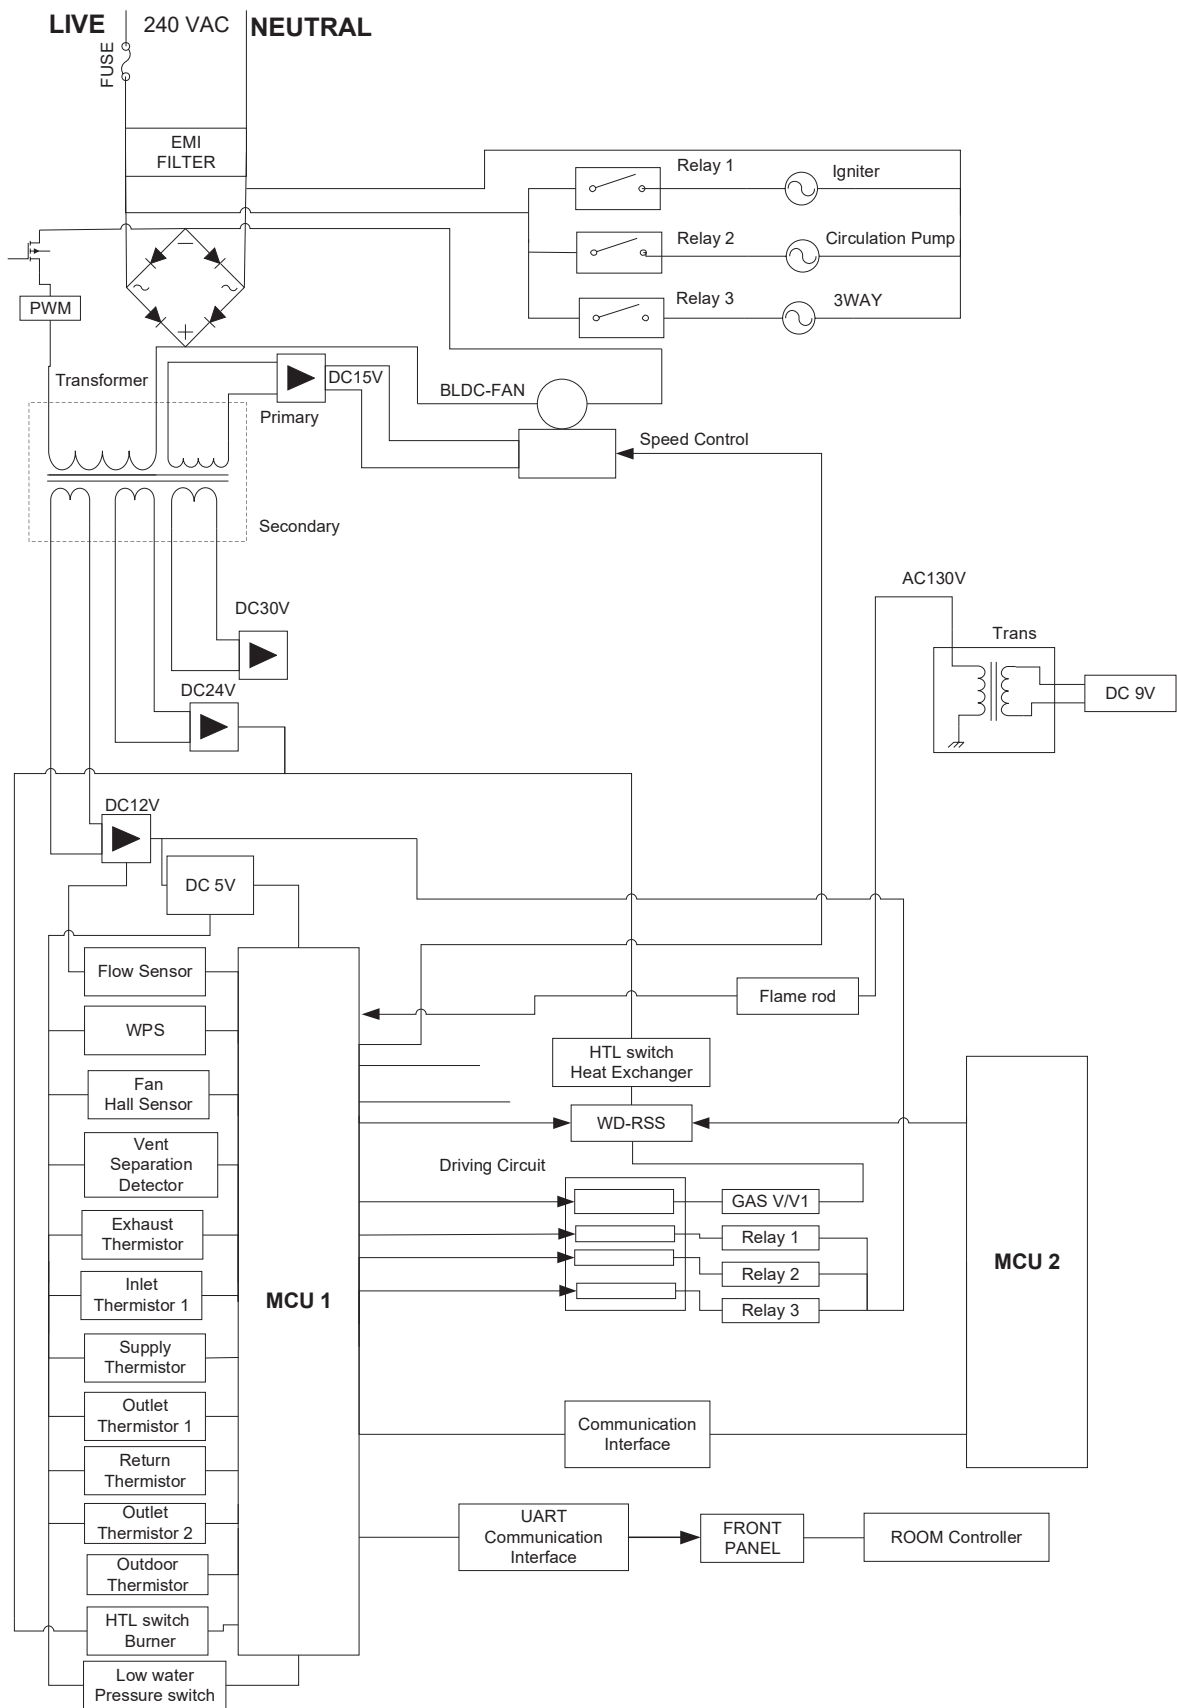 LIVE 240 VAC NEUTRAL
FUSE
EMI
FILTER
Relay 1
Igniter
Relay 2
Circulation Pump
PWM
Relay 3
3WAY
Transformer
DC15V
BLDC-FAN
Primary
Speed Control
Secondary
AC130V
DC30V
Trans
DC24V
DC 9V
DC12V
DC 5V
Flow Sensor
Flame rod
WPS
HTL switch
Heat Exchanger
Fan
Hall Sensor
WD-RSS
Vent
Separation
Detector
Driving Circuit
GAS V/V1
Exhaust
Thermistor
Relay 1
Inlet
Thermistor 1
MCU 1
Relay 2
MCU 2
Relay 3
Supply
Thermistor
Outlet
Thermistor 1
Communication
Interface
Return
Thermistor
Outlet
Thermistor 2
UART
Communication
Interface
FRONT
PANEL
ROOM Controller
Outdoor
Thermistor
HTL switch
Burner
Low water
Pressure switch